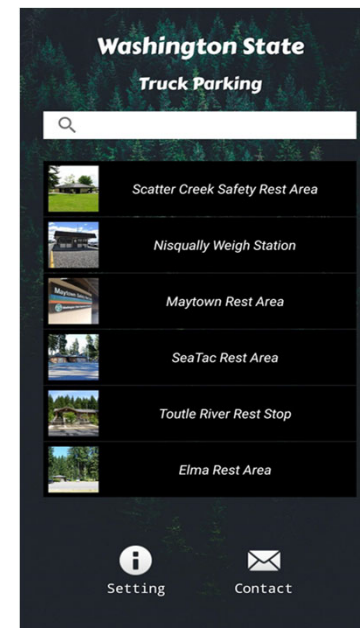 Washington State
Truck Parking
Scatter Creek Safety Rest Area
Nisqually Weigh Station
Maytown Rest Area
SeaTac Rest Area
Toutle River Rest Stop
Elma Rest Area
Setting
Contact